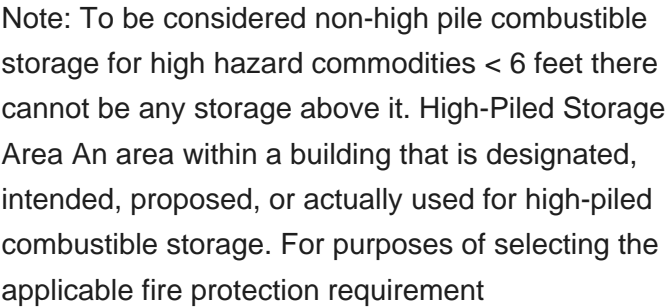 Note: To be considered non-high pile combustible
storage for high hazard commodities < 6 feet there
cannot be any storage above it. High-Piled Storage
Area An area within a building that is designated,
intended, proposed, or actually used for high-piled
combustible storage. For purposes of selecting the
applicable fire protection requirement